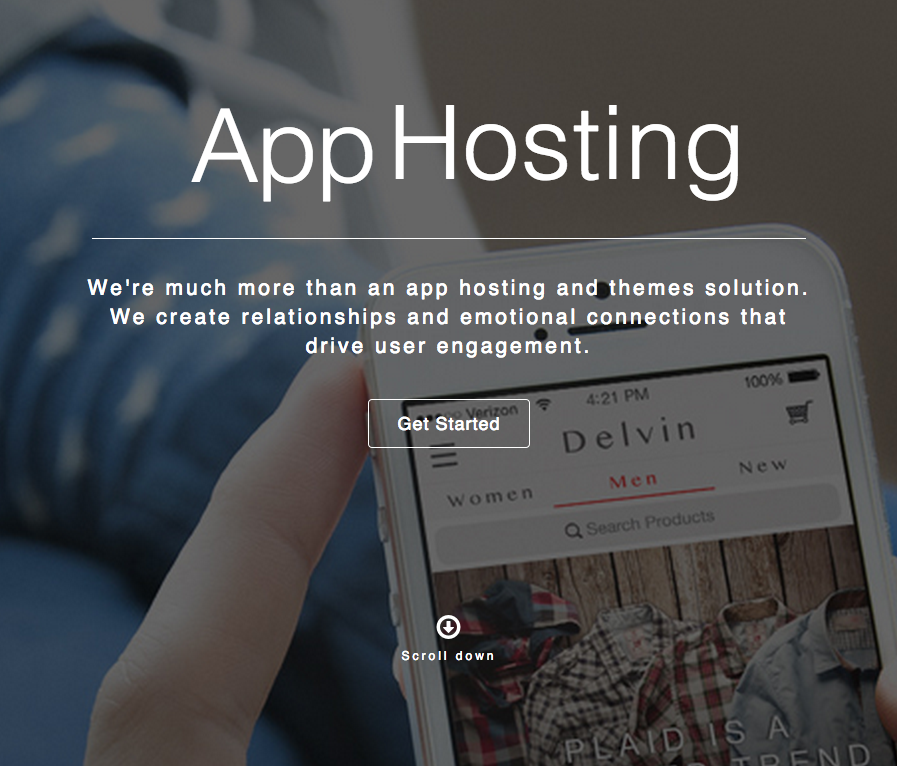 App Hosting
We're much more than an app hosting and themes solution.
We create relationships and emotional connections that
drive user engagement.
Get Started
Verizon
4:21 PM
100%
Delvin
Women
Men
New
Search Products
Scroll down
PLAID IS A
TREND